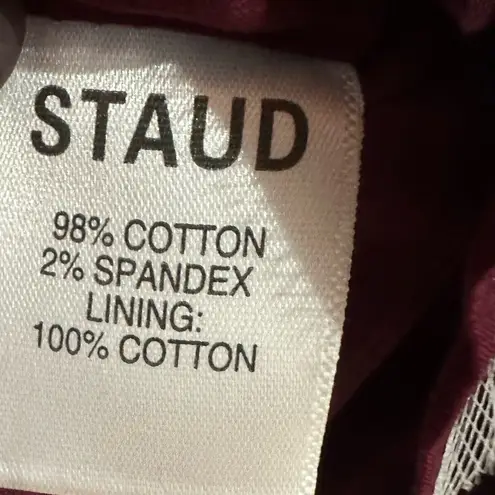 STAUD
98% COTTON
2% SPANDEX
LINING:
100% COTTON